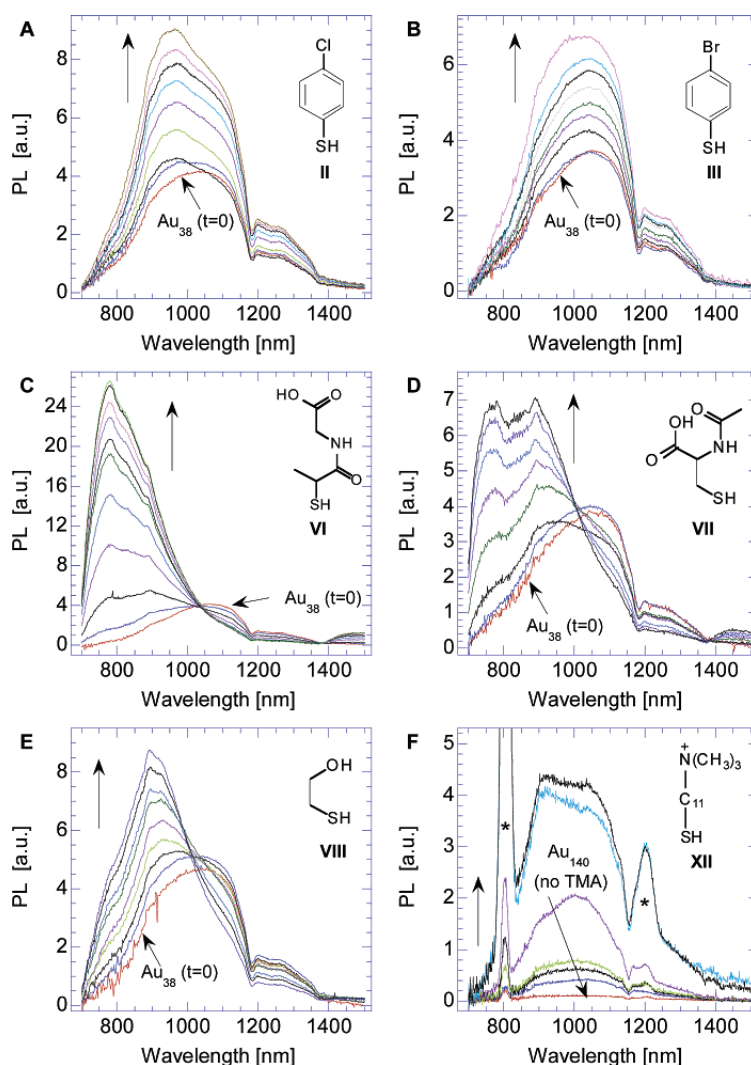 A
Cl
SH
II
PL [a.u.]
8
6
4
2
0
Au38 (t=0)
800 1000 1200 1400
Wavelength [nm]
B
Br
SH
III
PL [a.u.]
6
4
2
0
Au38 (t=0)
800 1000 1200 1400
Wavelength [nm]
C
HO
O
NH
O
SH
VI
PL [a.u.]
24
20
16
12
8
4
0
Au38 (t=0)
800 1000 1200 1400
Wavelength [nm]
D
OH
O
O
NH
SH
VII
PL [a.u.]
7
6
5
4
3
2
1
0
Au38 (t=0)
800 1000 1200 1400
Wavelength [nm]
E
OH
SH
VIII
PL [a.u.]
8
6
4
2
0
Au38 (t=0)
800 1000 1200 1400
Wavelength [nm]
F
+
N(CH3)3
C11
SH
XII
PL [a.u.]
5
4
3
2
1
0
*
*
Au140
(no TMA)
800 1000 1200 1400
Wavelength [nm]